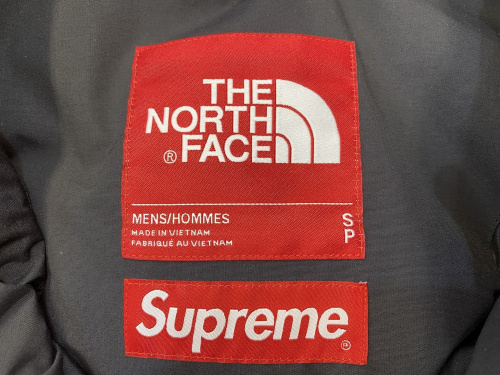 THE
NORTH
® FACE
MENS/HOMMES S
MADE IN VIETNAM P
FABRIQUÉ AU VIETNAM
Supreme ®